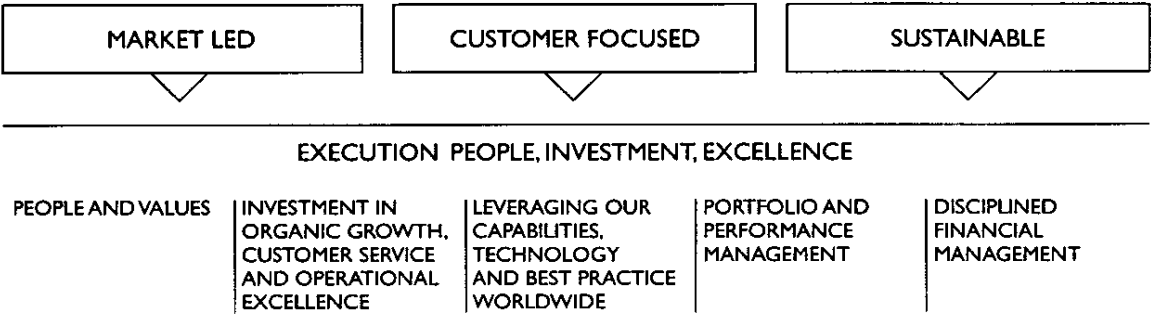 MARKET LED
CUSTOMER FOCUSED
SUSTAINABLE
EXECUTION PEOPLE, INVESTMENT, EXCELLENCE
PEOPLE AND VALUES
INVESTMENT IN
ORGANIC GROWTH,
CUSTOMER SERVICE
AND OPERATIONAL
EXCELLENCE
LEVERAGING OUR
CAPABILITIES,
TECHNOLOGY
AND BEST PRACTICE
WORLDWIDE
PORTFOLIO AND
PERFORMANCE
MANAGEMENT
DISCIPLINED
FINANCIAL
MANAGEMENT